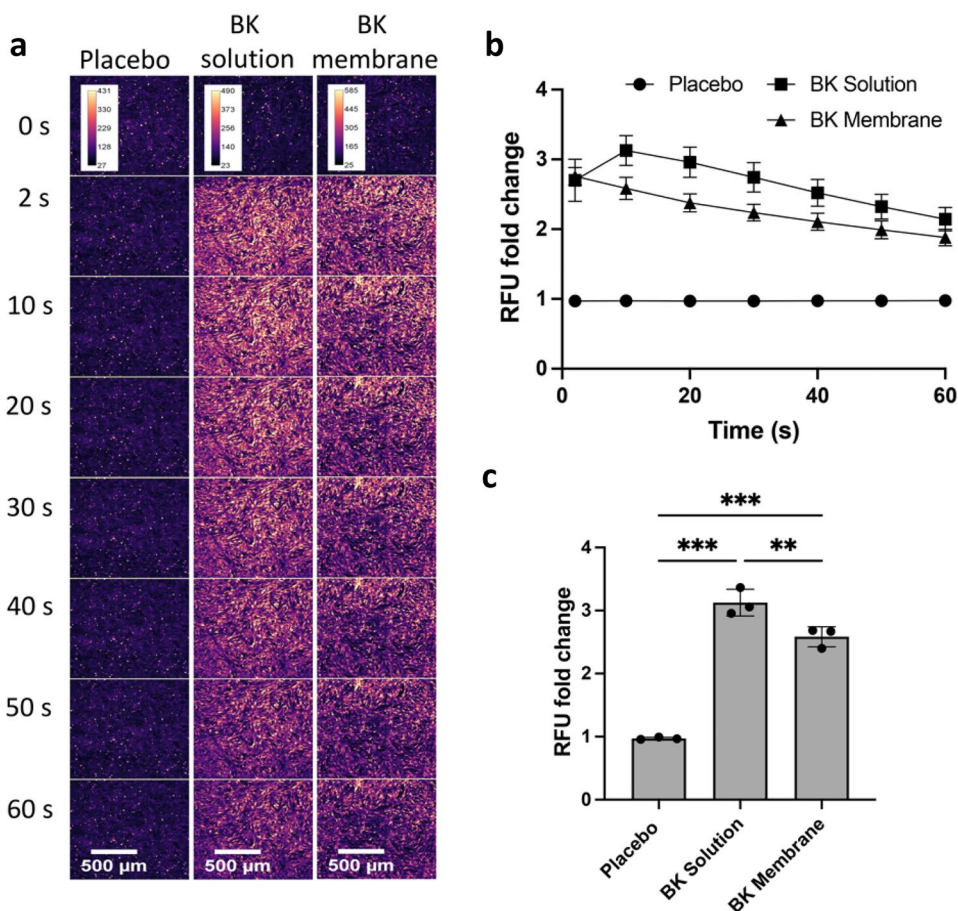 a
Placebo
BK
solution
BK
membrane
0 s
431
330
229
128
27
490
373
256
140
23
585
445
305
165
25
2 s
10 s
20 s
30 s
40 s
50 s
60 s
500 µm
500 µm
500 µm
b
Placebo
BK Solution
BK Membrane
RFU fold change
4
3
2
1
0
0
20
40
60
Time (s)
c
***
*** **
RFU fold change
4
3
2
1
0
Placebo
BK Solution
BK Membrane